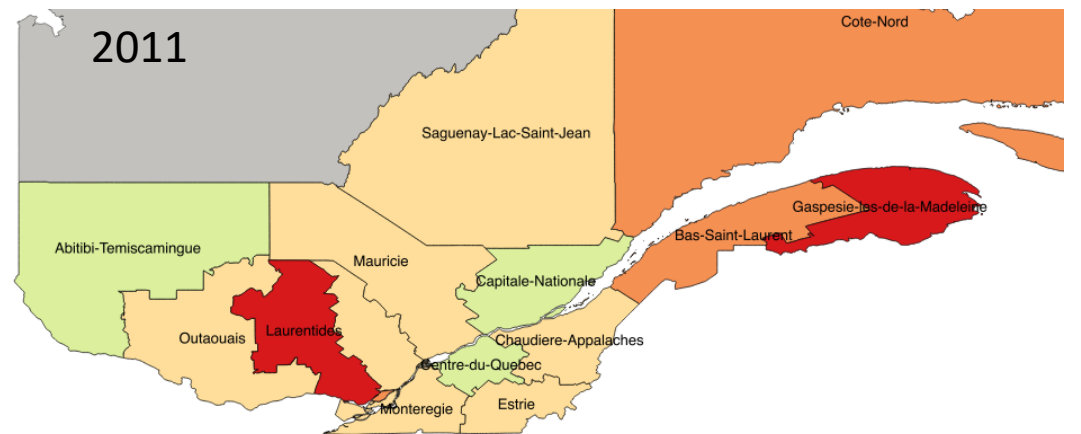 2011
Cote-Nord
Saguenay-Lac-Saint-Jean
Gaspesie-Iles-de-la-Madeleine
Bas-Saint-Laurent
Abitibi-Temiscamingue
Mauricie
Capitale-Nationale
Laurentides
Outaouais
Chaudiere-Appalaches
Centre-du-Quebec
Estrie
Monteregie